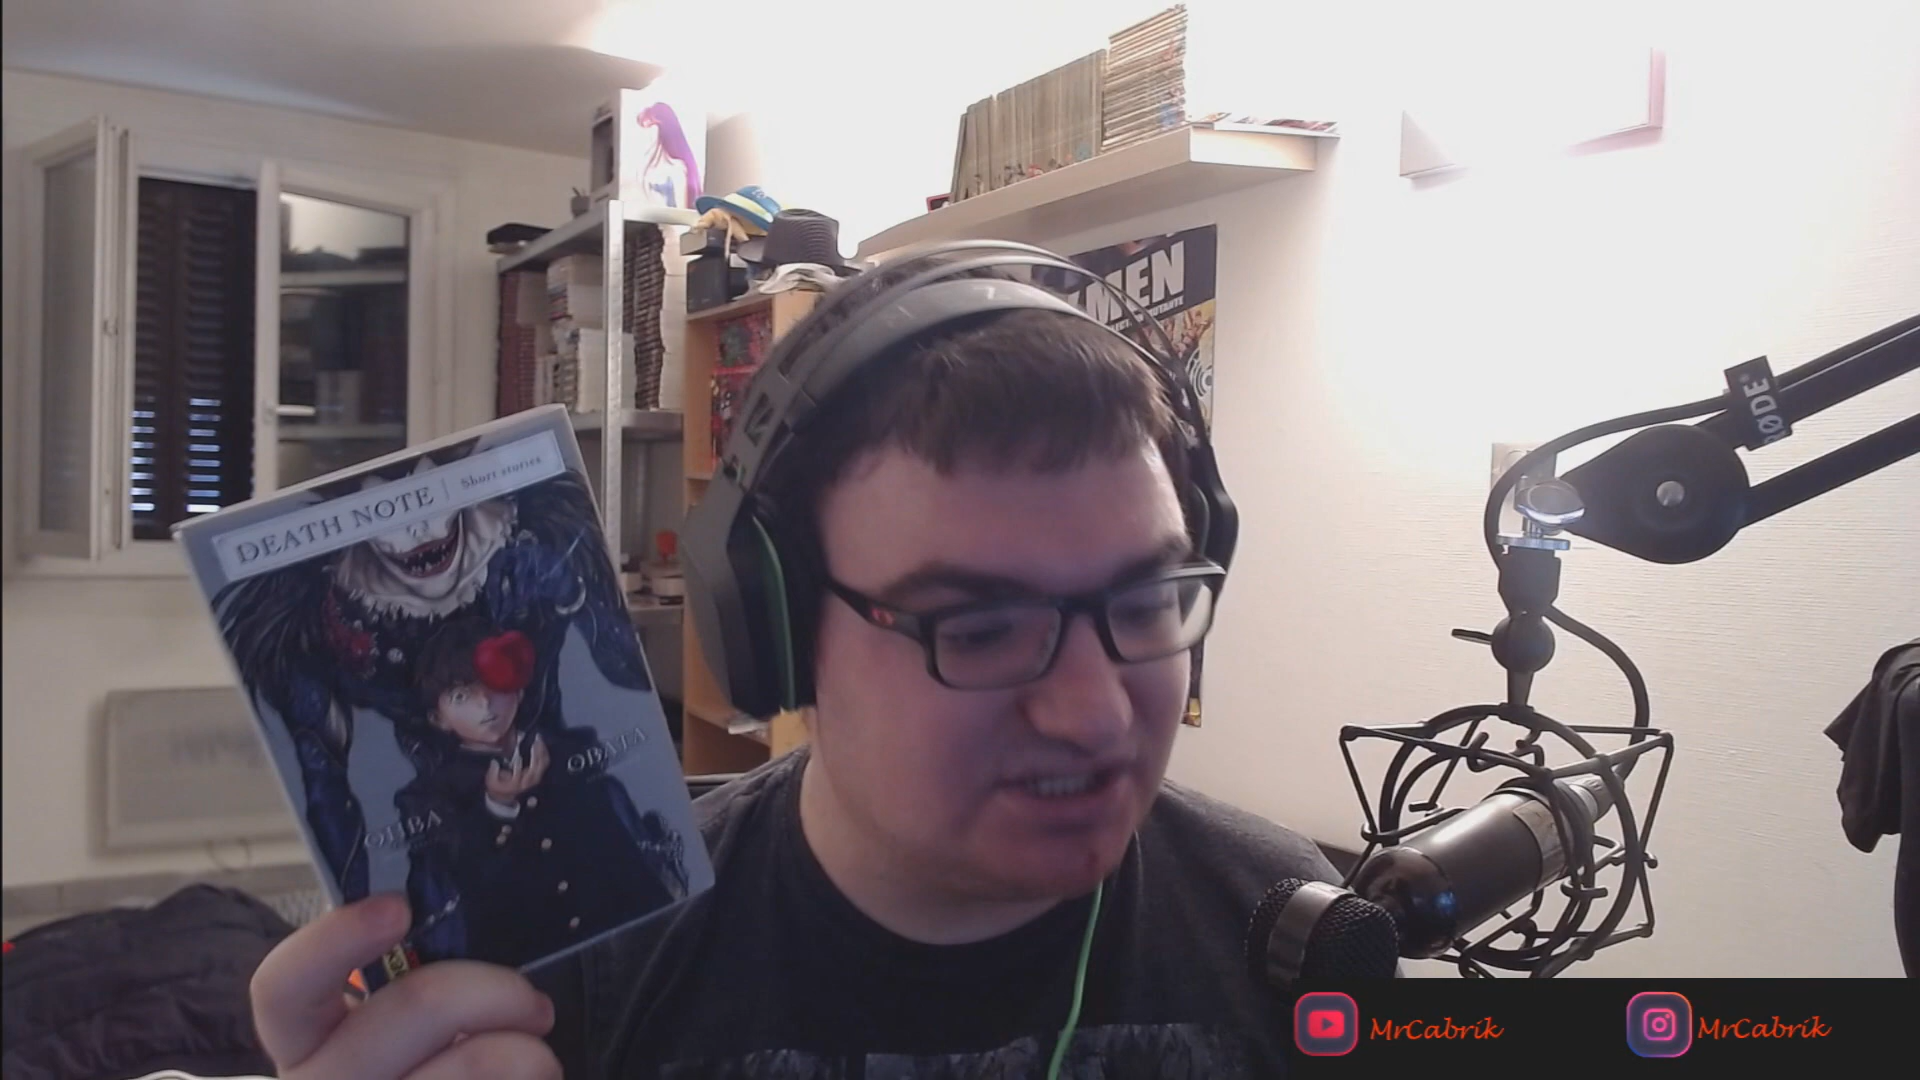 DEATH NOTE | Short stories
OBATA
OHBA
MEN
RØDE
MrCabrik
MrCabrik